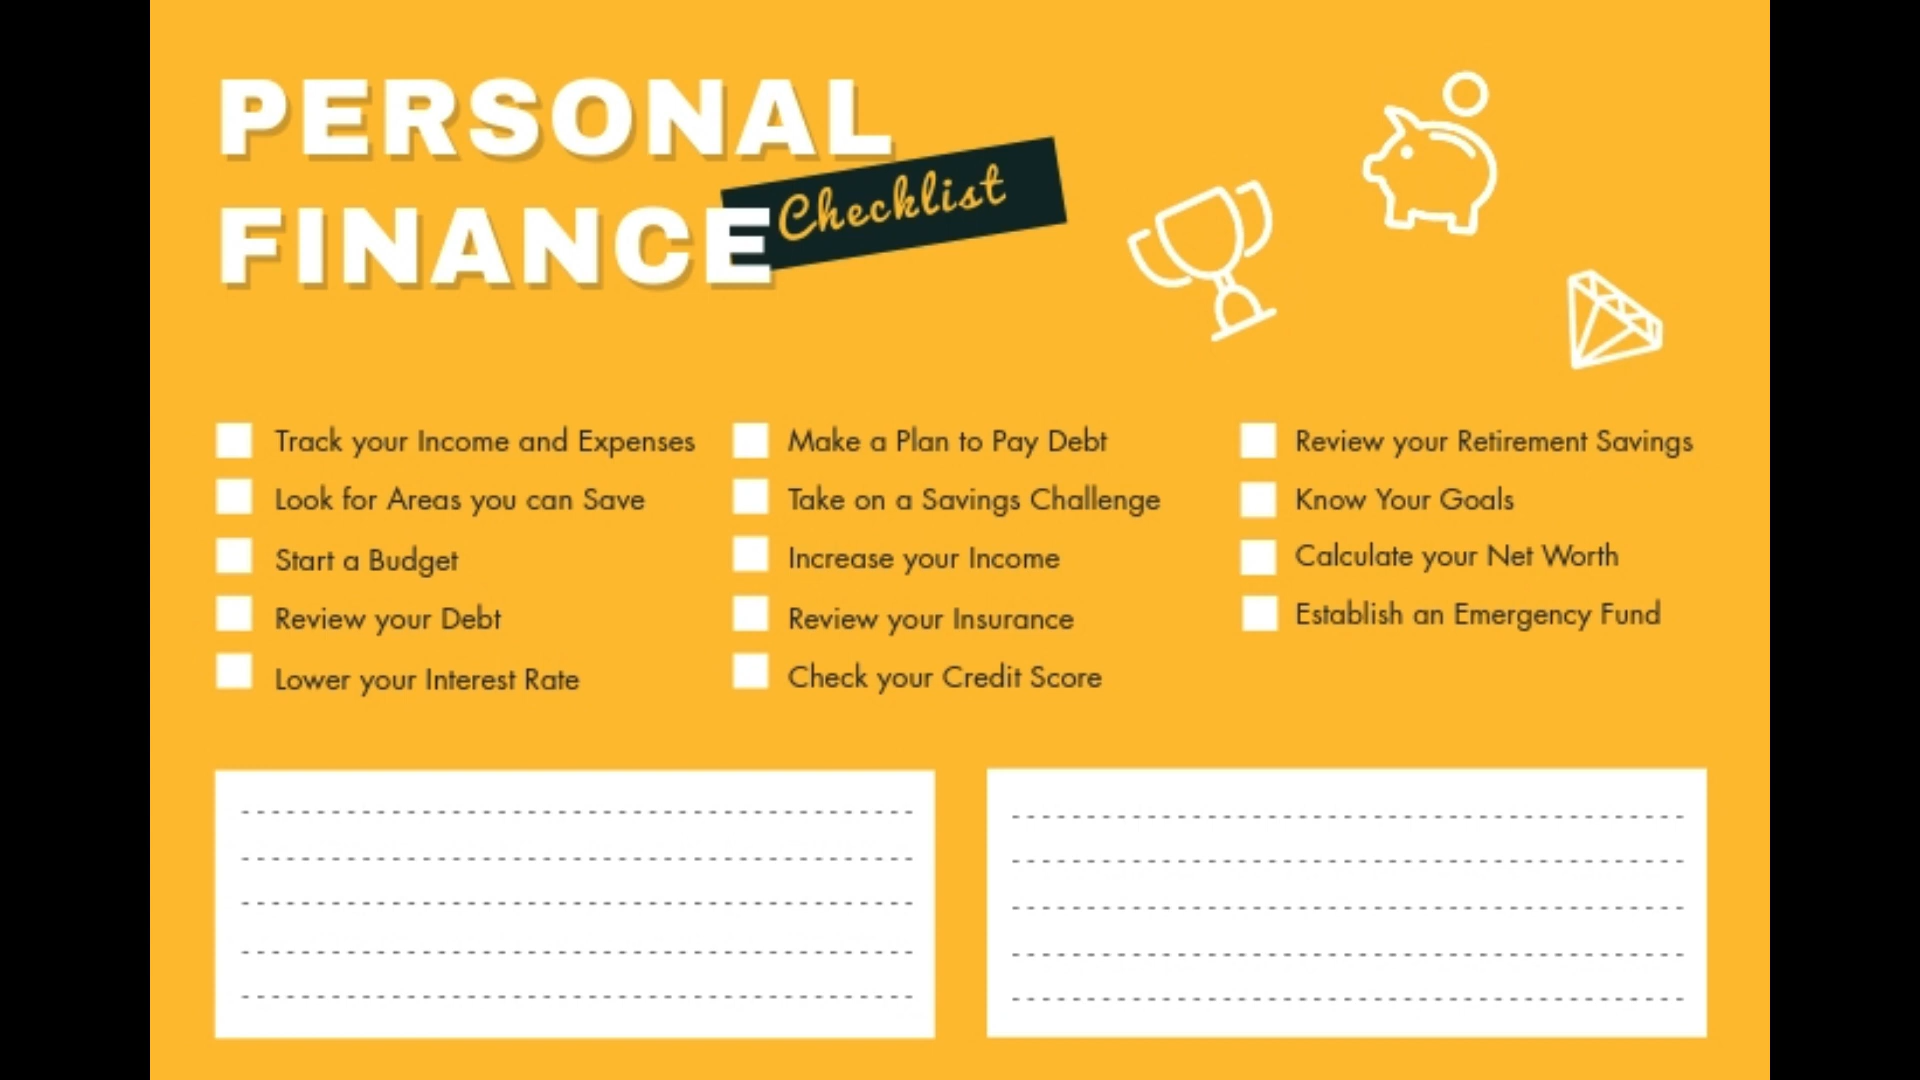 PERSONAL
FINANCE
Checklist
Track your Income and Expenses
Look for Areas you can Save
Start a Budget
Review your Debt
Lower your Interest Rate
Make a Plan to Pay Debt
Take on a Savings Challenge
Increase your Income
Review your Insurance
Check your Credit Score
Review your Retirement Savings
Know Your Goals
Calculate your Net Worth
Establish an Emergency Fund